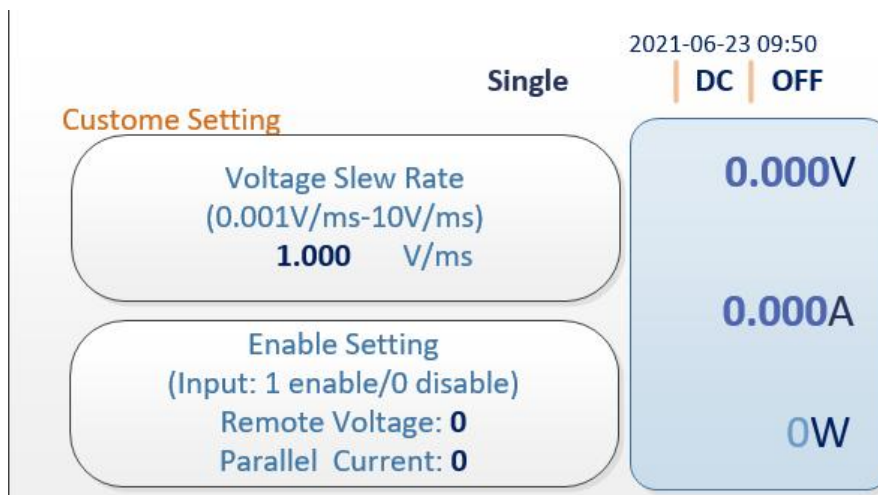 2021-06-23 09:50
Single DC OFF
Custome Setting
Voltage Slew Rate
(0.001V/ms-10V/ms)
1.000 V/ms
Enable Setting
(Input: 1 enable/0 disable)
Remote Voltage: 0
Parallel Current: 0
0.000V
0.000A
0W